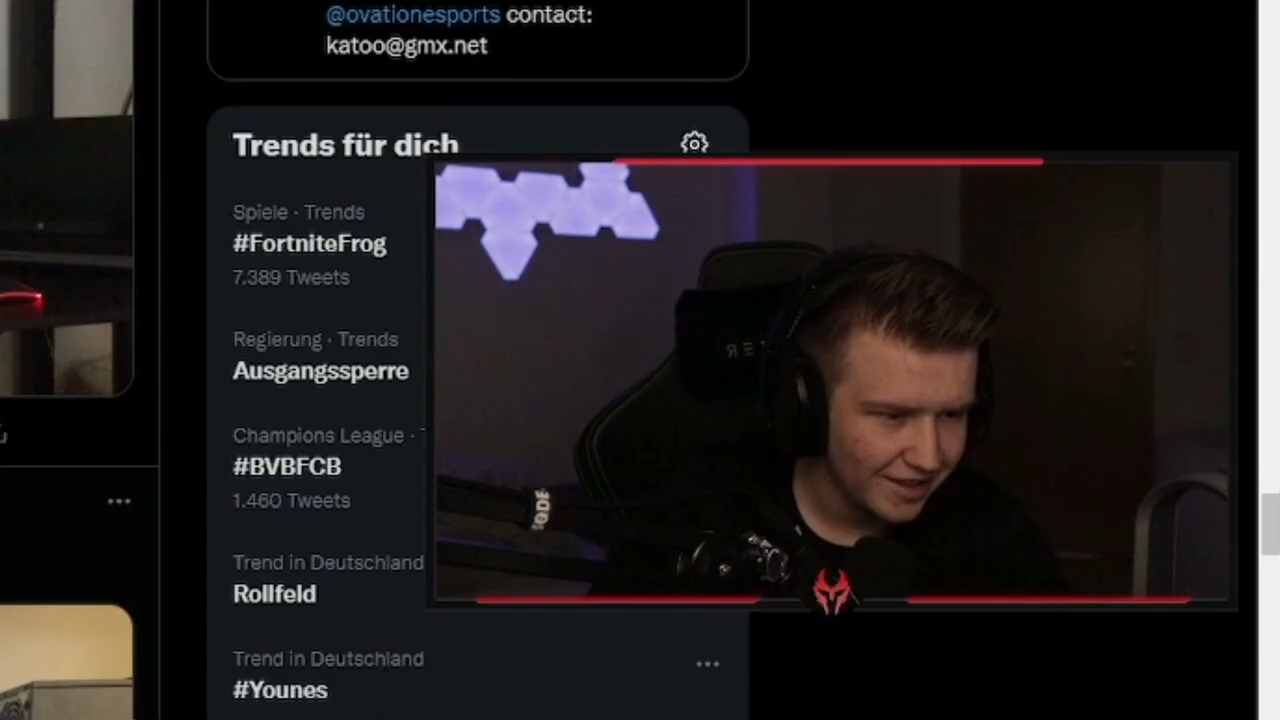 @ovationesports contact:
katoo@gmx.net
Trends für dich
Spiele · Trends
#FortniteFrog
7.389 Tweets
Regierung · Trends
Ausgangssperre
Champions League ·
#BVBFCB
1.460 Tweets
Trend in Deutschland
Rollfeld
Trend in Deutschland
#Younes